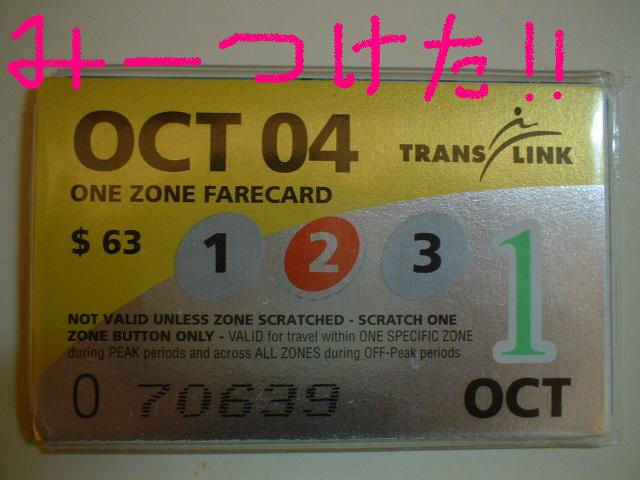 みーつけた!!
OCT 04
TRANS LINK
ONE ZONE FARECARD
$ 63
1 2 3
1
NOT VALID UNLESS ZONE SCRATCHED - SCRATCH ONE
ZONE BUTTON ONLY - VALID for travel within ONE SPECIFIC ZONE
during PEAK periods and across ALL ZONES during OFF-Peak periods
0 70639
OCT